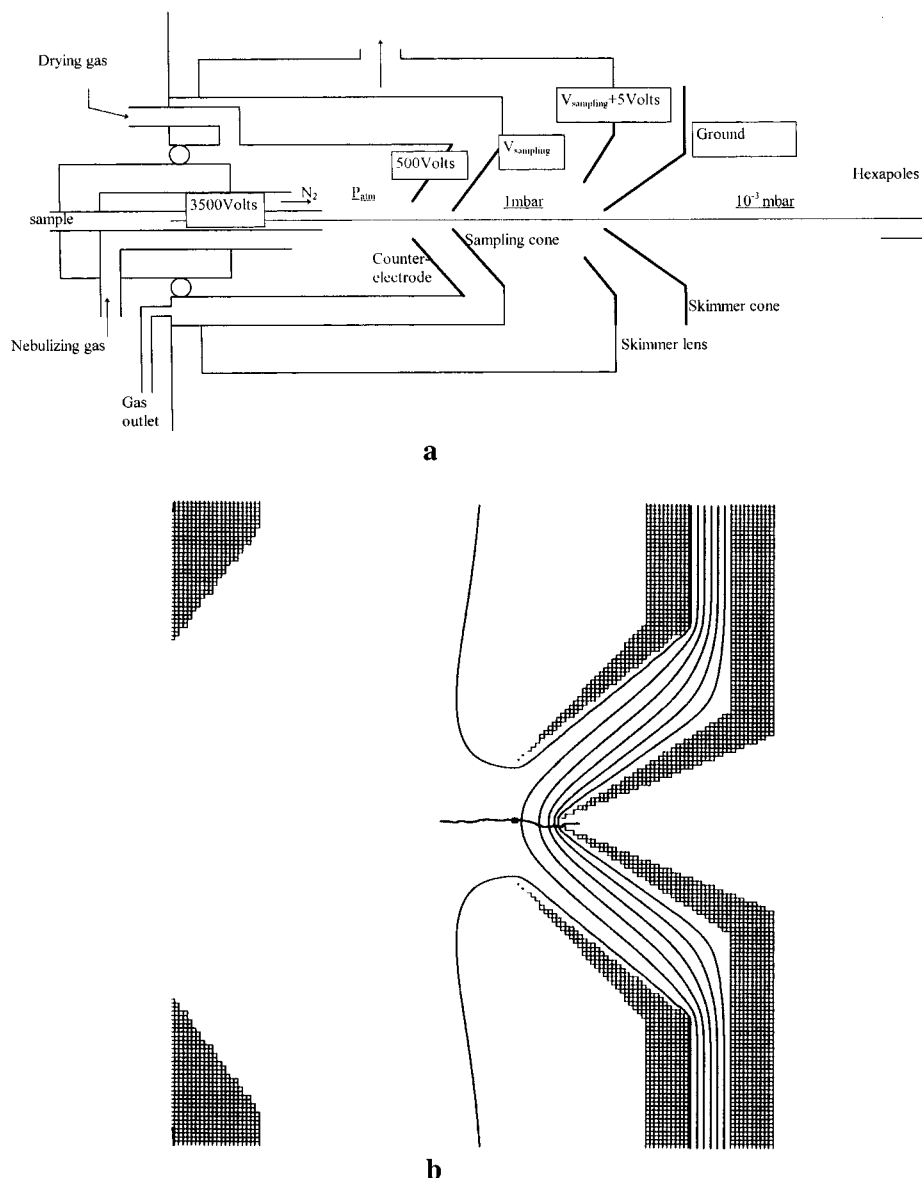 Drying gas
V_sampling+5Volts
Ground
500Volts
V_sampling
Hexapoles
3500Volts
N₂
P_atm
1mbar
10⁻³ mbar
sample
Sampling cone
Counter-
electrode
Skimmer cone
Nebulizing gas
Skimmer lens
Gas
outlet
a
b